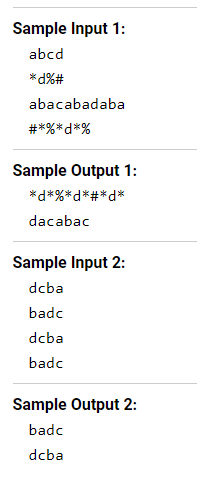 Sample Input 1:
abcd
*d%#
abacabadaba
#*%*d*%
Sample Output 1:
*d*%*d*#*d*
dacabac
Sample Input 2:
dcba
badc
dcba
badc
Sample Output 2:
badc
dcba